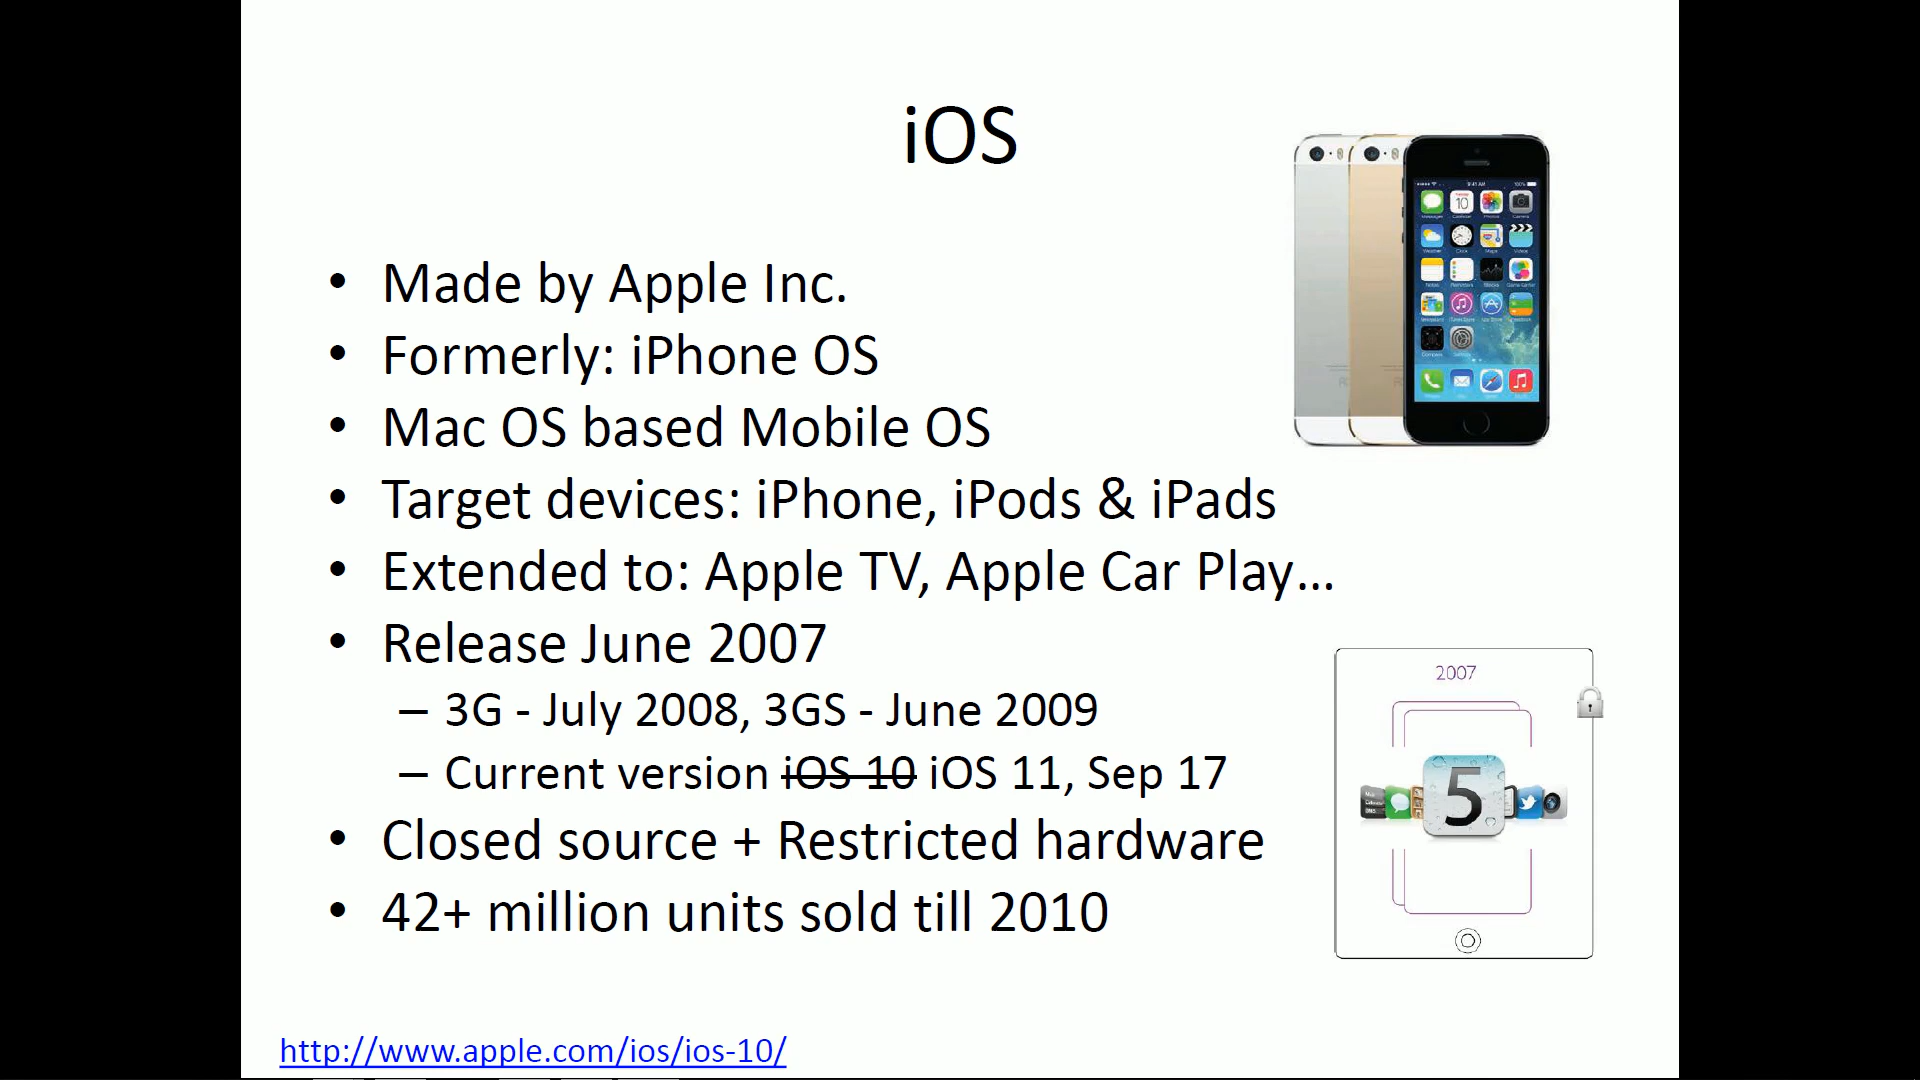 iOS
• Made by Apple Inc.
• Formerly: iPhone OS
• Mac OS based Mobile OS
• Target devices: iPhone, iPods & iPads
• Extended to: Apple TV, Apple Car Play...
• Release June 2007
– 3G - July 2008, 3GS - June 2009
– Current version iOS 10 iOS 11, Sep 17
• Closed source + Restricted hardware
• 42+ million units sold till 2010
2007
5
http://www.apple.com/ios/ios-10/